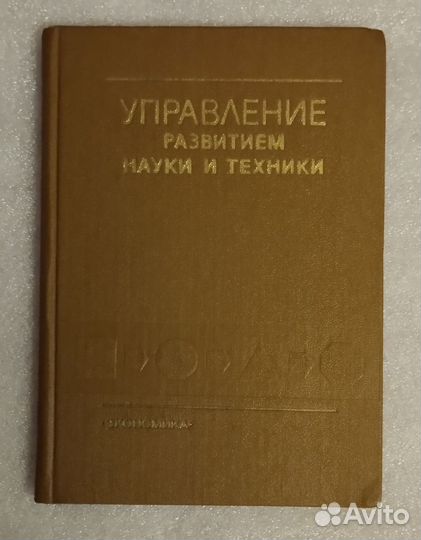 УПРАВЛЕНИЕ
РАЗВИТИЕМ
НАУКИ И ТЕХНИКИ
«ЭКОНОМИКА»
Avito